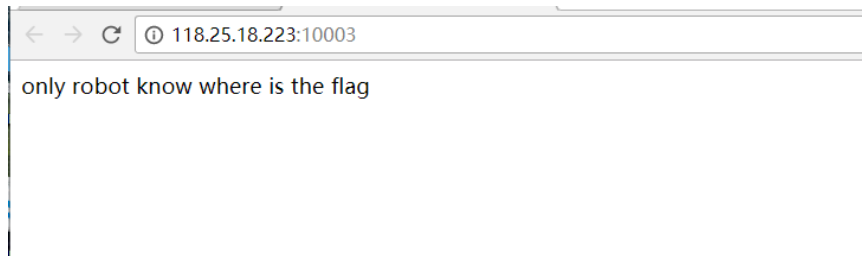 118.25.18.223:10003
only robot know where is the flag